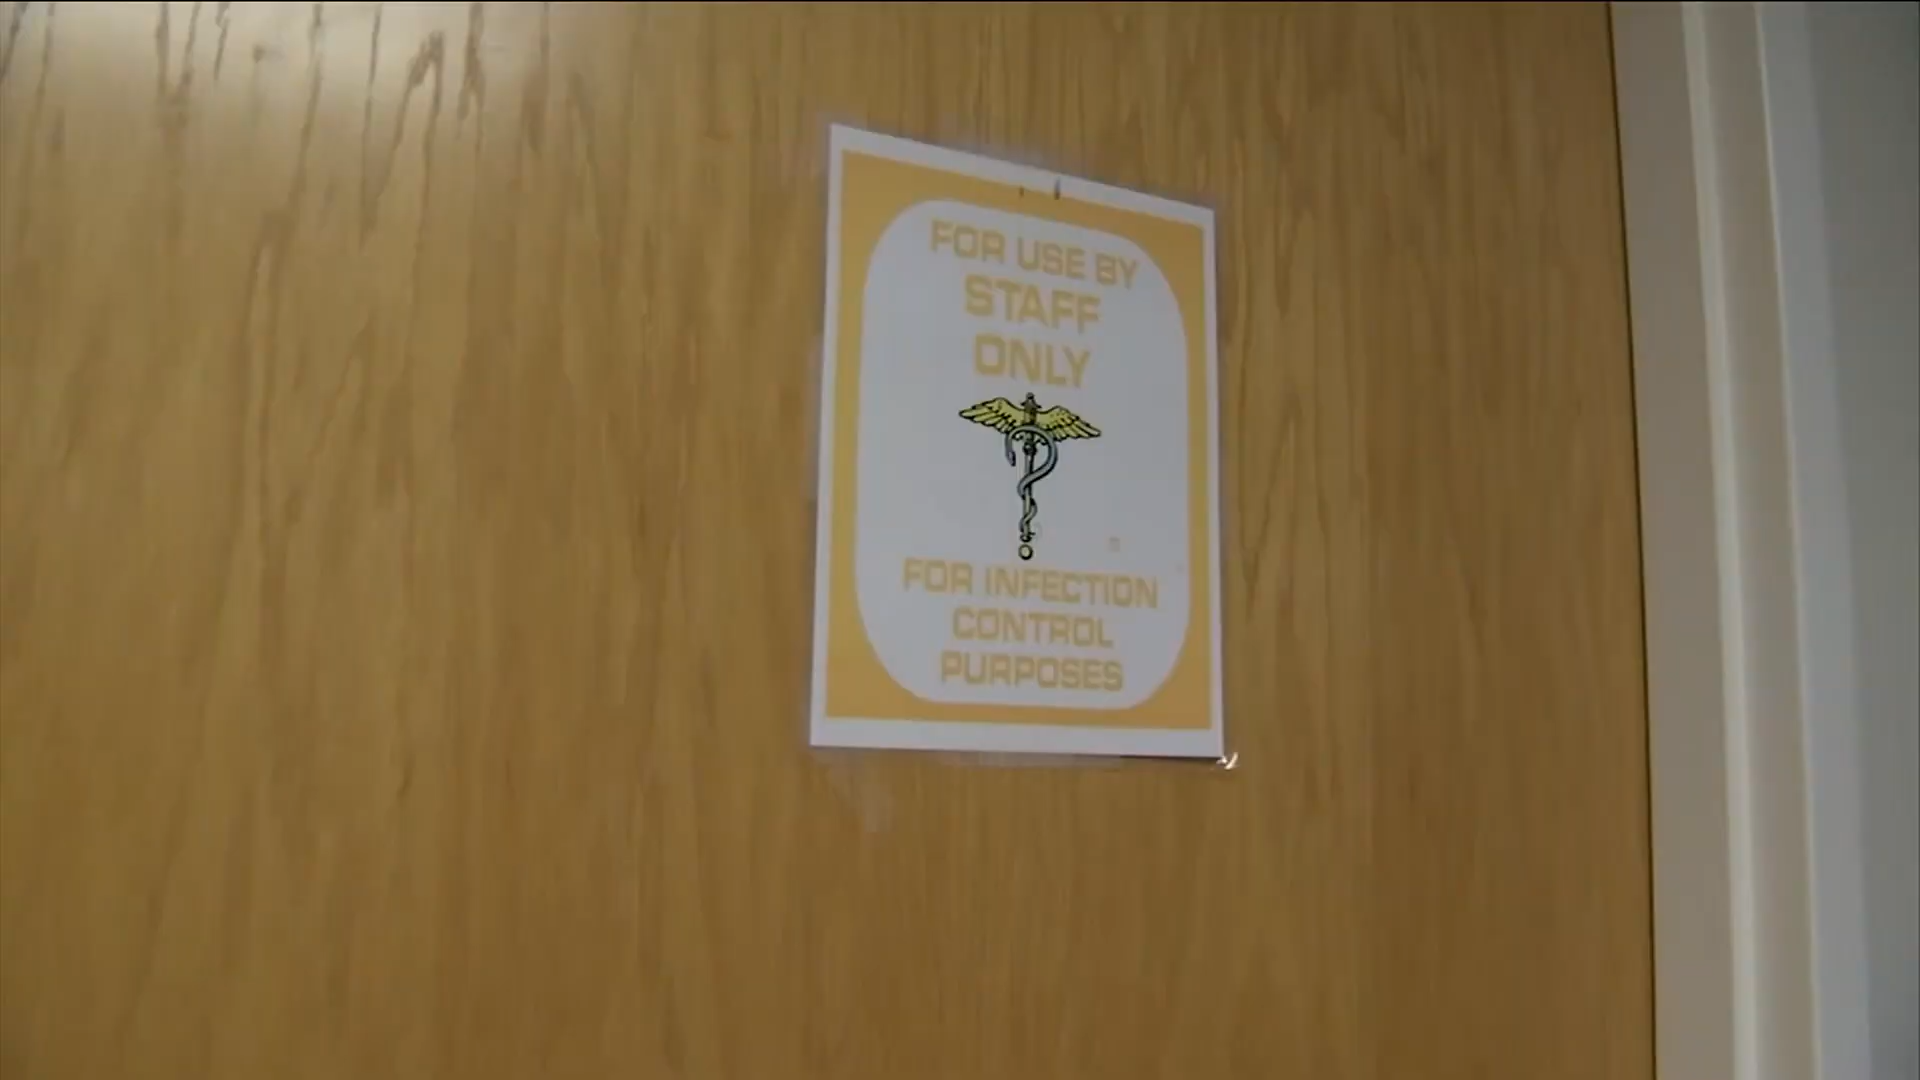 FOR USE BY
STAFF
ONLY
FOR INFECTION
CONTROL
PURPOSES